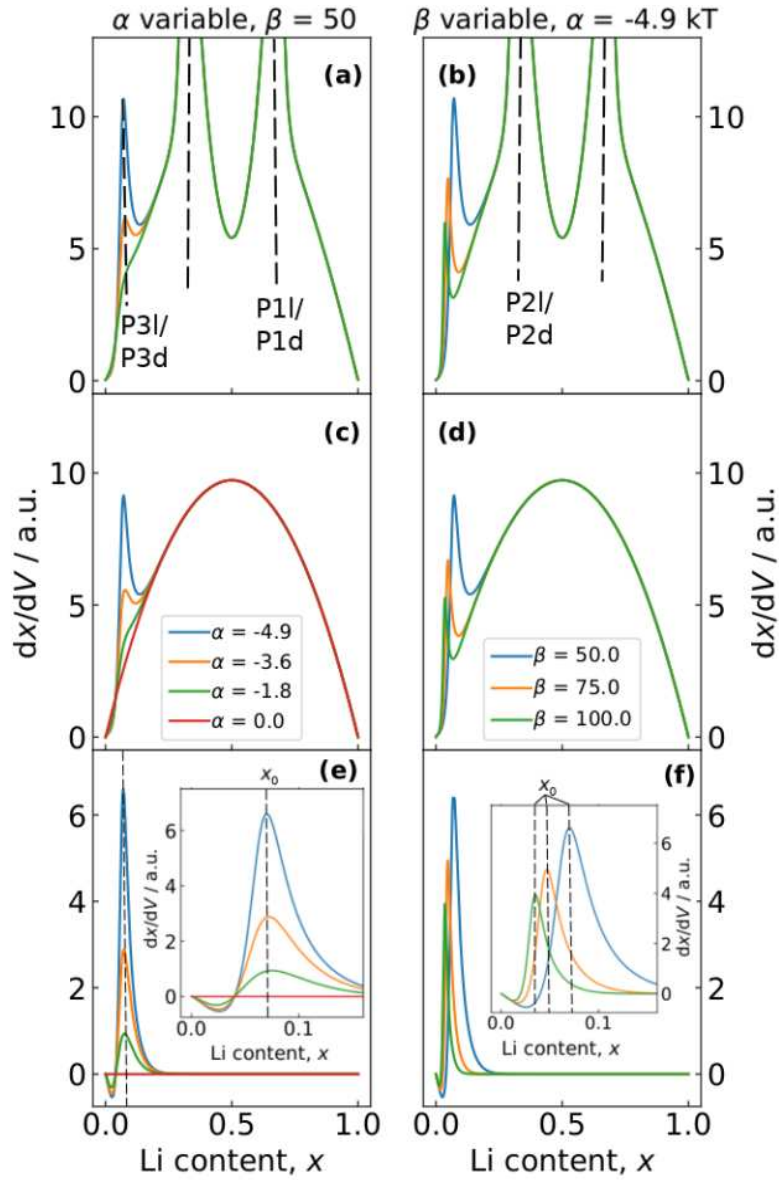 α variable, β = 50
β variable, α = -4.9 kT
(a)
10
5
0
P3l/
P3d
P1l/
P1d
(b)
10
5
0
P2l/
P2d
(c)
10
5
0
dx/dV / a.u.
α = -4.9
α = -3.6
α = -1.8
α = 0.0
(d)
10
5
0
dx/dV / a.u.
β = 50.0
β = 75.0
β = 100.0
(e)
6
4
2
0
0.0
0.5
1.0
Li content, x
x₀
6
4
2
0
dx/dV / a.u.
0.0
0.1
Li content, x
(f)
6
4
2
0
0.0
0.5
1.0
Li content, x
x₀
6
4
2
0
dx/dV / a.u.
0.0
0.1
Li content, x